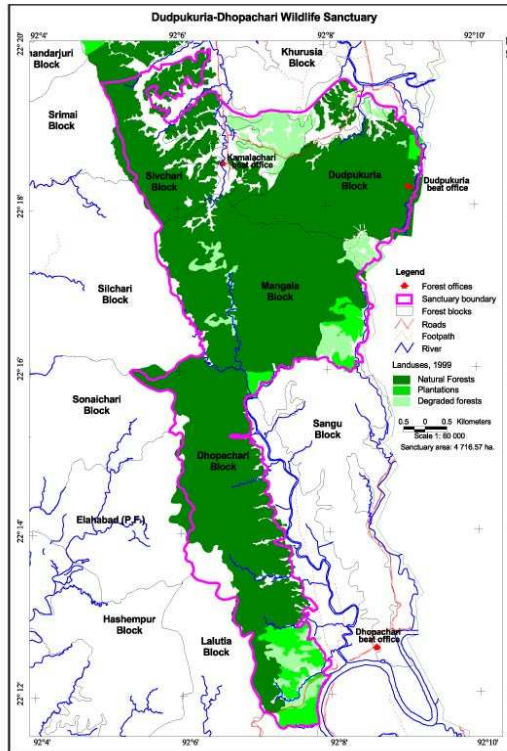 Dudpukuria-Dhopachari Wildlife Sanctuary
92°4' 92°6' 92°8' 92°10'
22° 20'
andarjuri
Block
Khurusia
Block
Srimai
Block
Kamalachari
beat office
Sivchari
Block
Dudpukuria
Block
Dudpukuria
beat office
22° 18'
Silchari
Block
Mangala
Block
Legend
Forest offices
Sanctuary boundary
Forest blocks
Roads
Footpath
River
Landuses, 1999
Natural Forests
Plantations
Degraded forests
0.5 0 0.5 Kilometers
Scale 1: 60 000
Sanctuary area: 4 716.57 ha.
22° 16'
Sonaichari
Block
Sangu
Block
Dhopachari
Block
Elahabad (P.F.)
22° 14'
Hashempur
Block
Lalutia
Block
Dhopachari
beat office
22° 12'
92°4' 92°6' 92°8' 92°10'